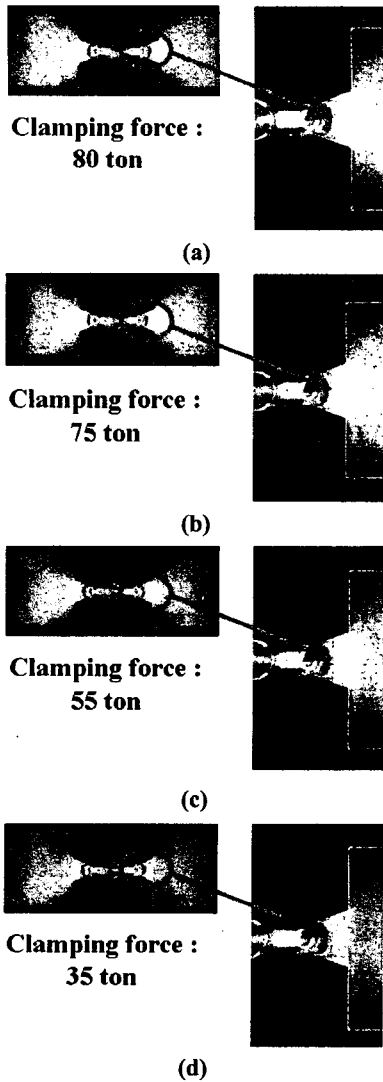 Clamping force :
80 ton
(a)
Clamping force :
75 ton
(b)
Clamping force :
55 ton
(c)
Clamping force :
35 ton
(d)